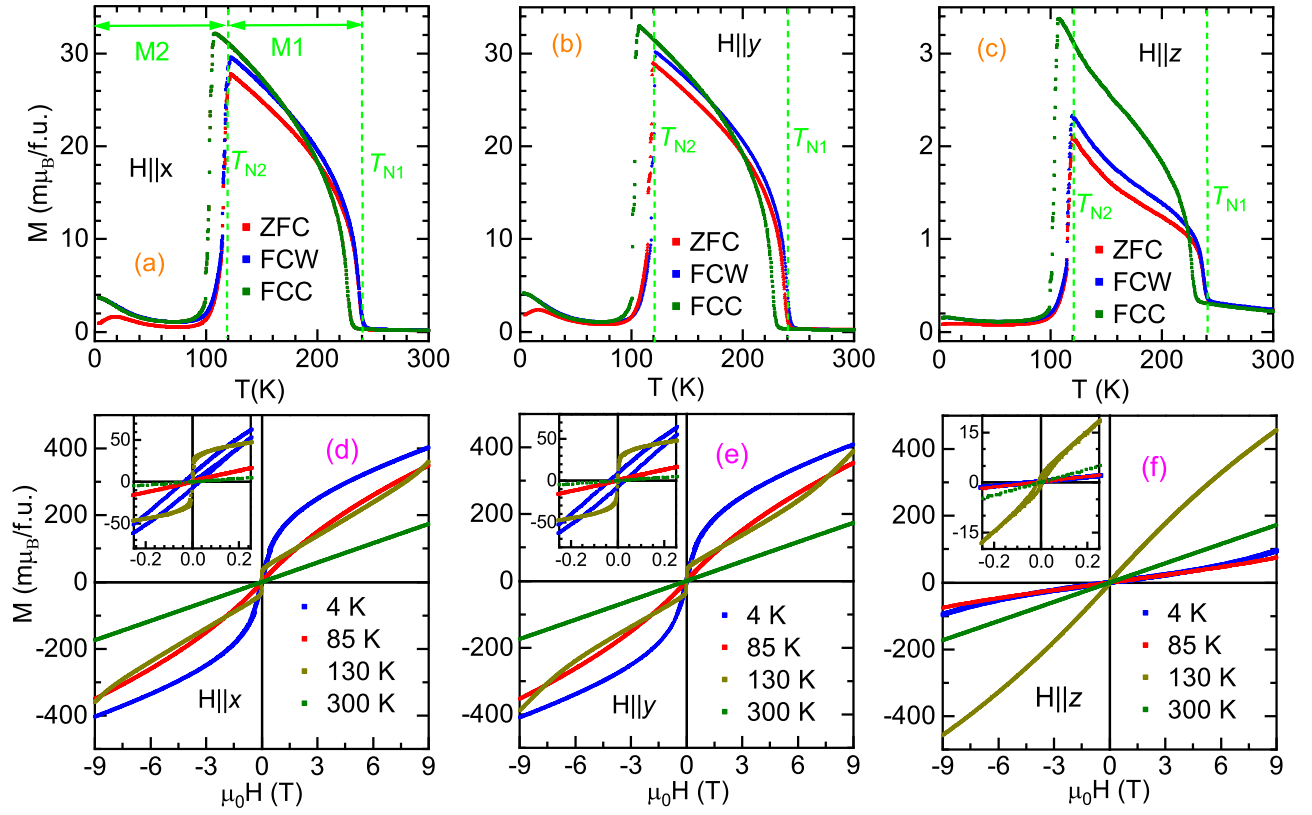 M2 M1
(a)
H||x
T_N2
T_N1
ZFC
FCW
FCC
M (mμ_B/f.u.)
0 10 20 30
0 100 200 300
T(K)
(b)
H||y
T_N2
T_N1
ZFC
FCW
FCC
0 10 20 30
0 100 200 300
T (K)
(c)
H||z
T_N2
T_N1
ZFC
FCW
FCC
0 1 2 3
0 100 200 300
T (K)
(d)
50
0
-50
-0.2 0.0 0.2
4 K
85 K
130 K
300 K
H||x
M (mμ_B/f.u.)
400
200
0
-200
-400
-9 -6 -3 0 3 6 9
μ₀H (T)
(e)
50
0
-50
-0.2 0.0 0.2
4 K
85 K
130 K
300 K
H||y
400
200
0
-200
-400
-9 -6 -3 0 3 6 9
μ₀H (T)
(f)
15
0
-15
-0.2 0.0 0.2
4 K
85 K
130 K
300 K
H||z
400
200
0
-200
-400
-9 -6 -3 0 3 6 9
μ₀H (T)